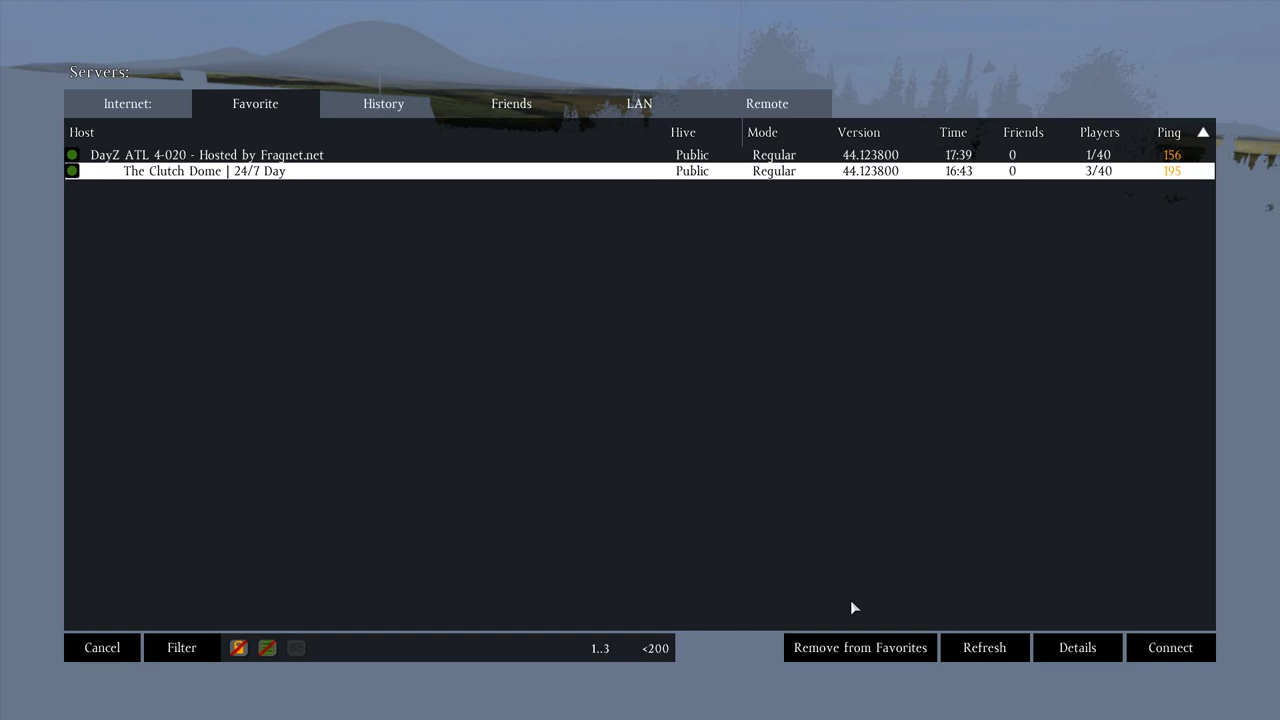 Servers:
Internet: Favorite History Friends LAN Remote
Host Hive Mode Version Time Friends Players Ping
DayZ ATL 4-020 - Hosted by Fragnet.net Public Regular 44.123800 17:39 0 1/40 156
The Clutch Dome | 24/7 Day Public Regular 44.123800 16:43 0 3/40 195
Cancel Filter 1..3 <200 Remove from Favorites Refresh Details Connect